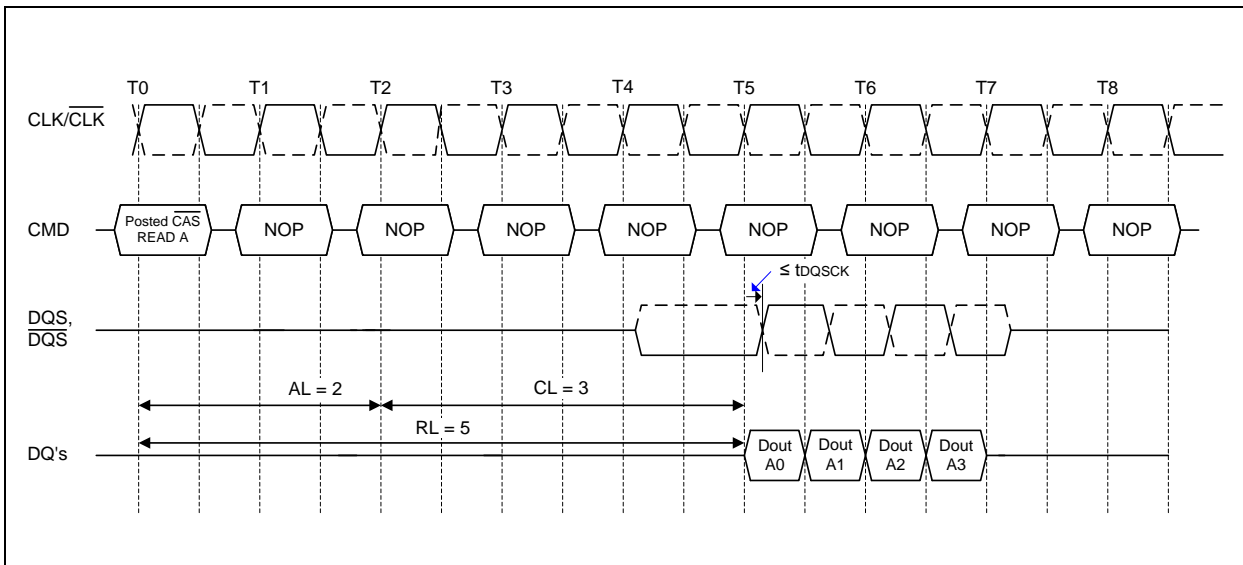 T0 T1 T2 T3 T4 T5 T6 T7 T8
CLK/CLK
CMD
Posted CAS
READ A
NOP NOP NOP NOP NOP NOP NOP NOP
≤ tDQSCK
DQS,
DQS
AL = 2
CL = 3
RL = 5
DQ's
Dout
A0
Dout
A1
Dout
A2
Dout
A3